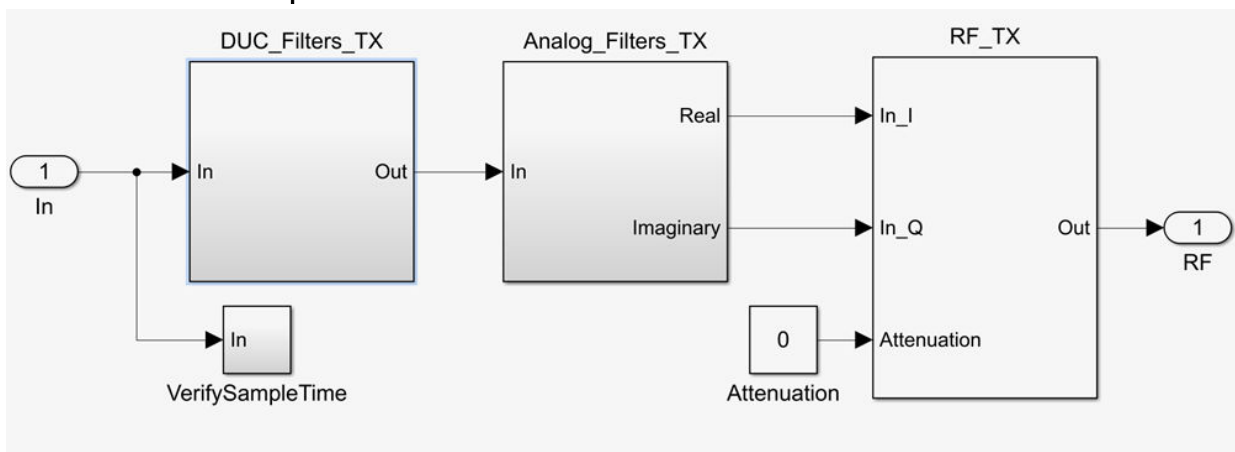 DUC_Filters_TX
Analog_Filters_TX
RF_TX
Real
In_I
1
In
In
Out
In
Imaginary
In_Q
Out
1
RF
In
VerifySampleTime
0
Attenuation
Attenuation